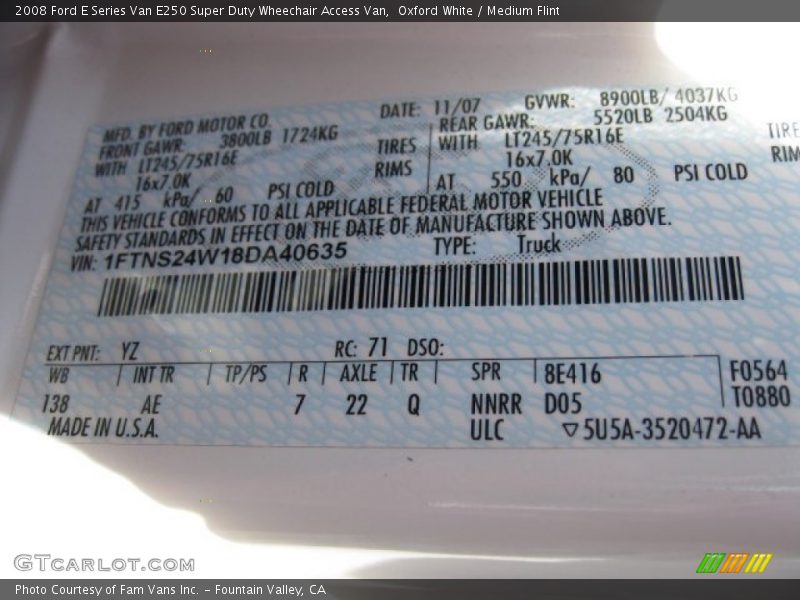 2008 Ford E Series Van E250 Super Duty Wheechair Access Van,  Oxford White / Medium Flint
MFD. BY FORD MOTOR CO. DATE: 11/07 GVWR: 8900LB/ 4037KG
FRONT GAWR: 3800LB 1724KG REAR GAWR: 5520LB 2504KG
WITH LT245/75R16E TIRES WITH LT245/75R16E TIRE
16x7.0K RIMS 16x7.0K RIM
AT 415 kPa/ 60 PSI COLD AT 550 kPa/ 80 PSI COLD
THIS VEHICLE CONFORMS TO ALL APPLICABLE FEDERAL MOTOR VEHICLE
SAFETY STANDARDS IN EFFECT ON THE DATE OF MANUFACTURE SHOWN ABOVE.
VIN: 1FTNS24W18DA40635 TYPE: Truck
EXT PNT: YZ RC: 71 DSO:
WB INT TR TP/PS R AXLE TR SPR 8E416 F0564
138 AE 7 22 Q NNRR D05 T0880
MADE IN U.S.A. ULC ▽5U5A-3520472-AA
GTcarlot.com
Photo Courtesy of Fam Vans Inc. - Fountain Valley, CA